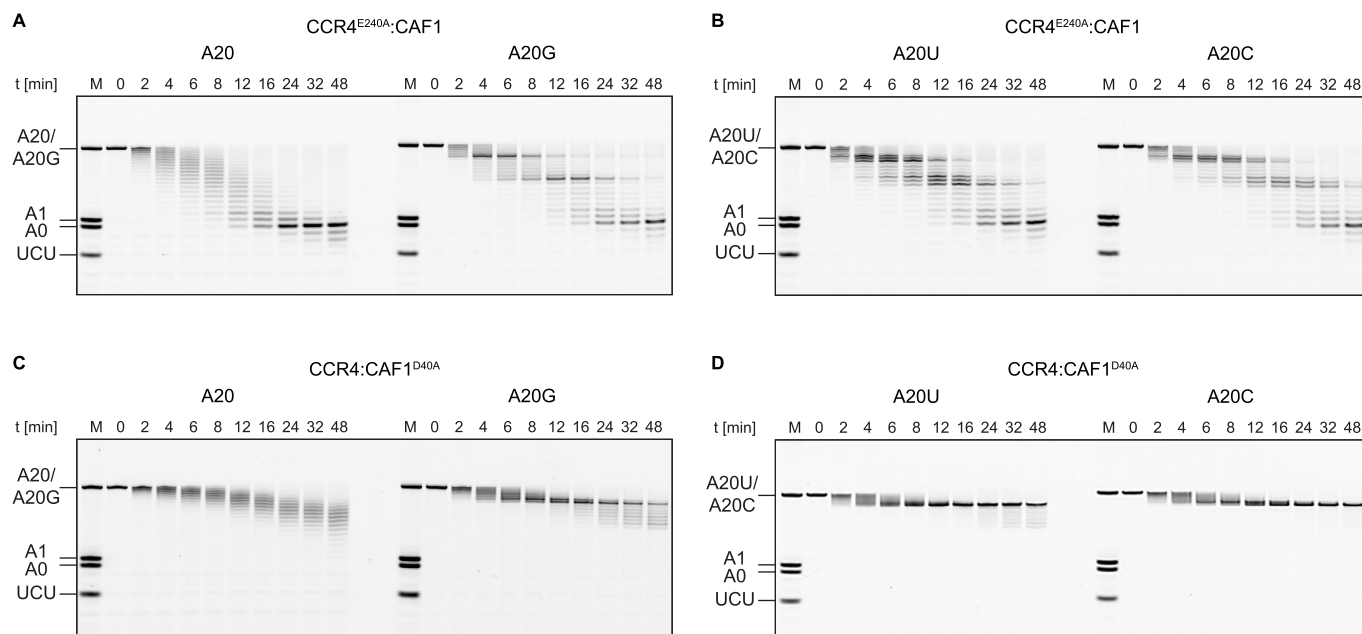 A
CCR4E240A:CAF1
A20 A20G
t [min] M 0 2 4 6 8 12 16 24 32 48 M 0 2 4 6 8 12 16 24 32 48
A20/
A20G
A1
A0
UCU
B
CCR4E240A:CAF1
A20U A20C
t [min] M 0 2 4 6 8 12 16 24 32 48 M 0 2 4 6 8 12 16 24 32 48
A20U/
A20C
A1
A0
UCU
C
CCR4:CAF1D40A
A20 A20G
t [min] M 0 2 4 6 8 12 16 24 32 48 M 0 2 4 6 8 12 16 24 32 48
A20/
A20G
A1
A0
UCU
D
CCR4:CAF1D40A
A20U A20C
t [min] M 0 2 4 6 8 12 16 24 32 48 M 0 2 4 6 8 12 16 24 32 48
A20U/
A20C
A1
A0
UCU